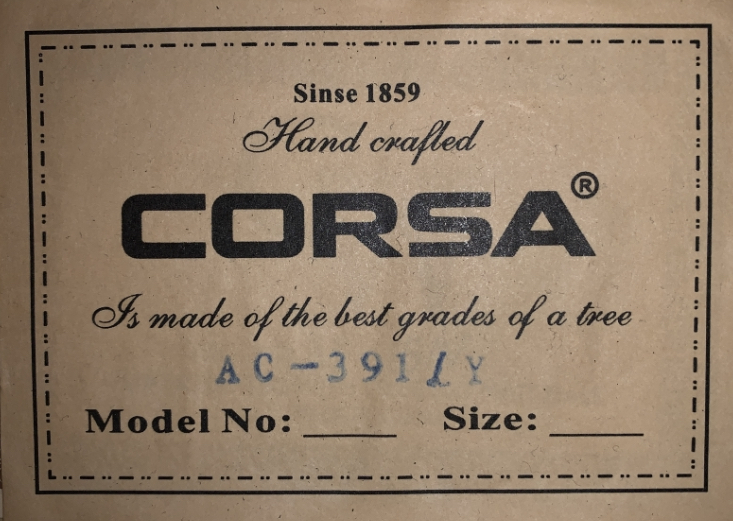 Sinse 1859
Hand crafted
CORSA®
Is made of the best grades of a tree
AC-391/Y
Model No: _____ Size: _____